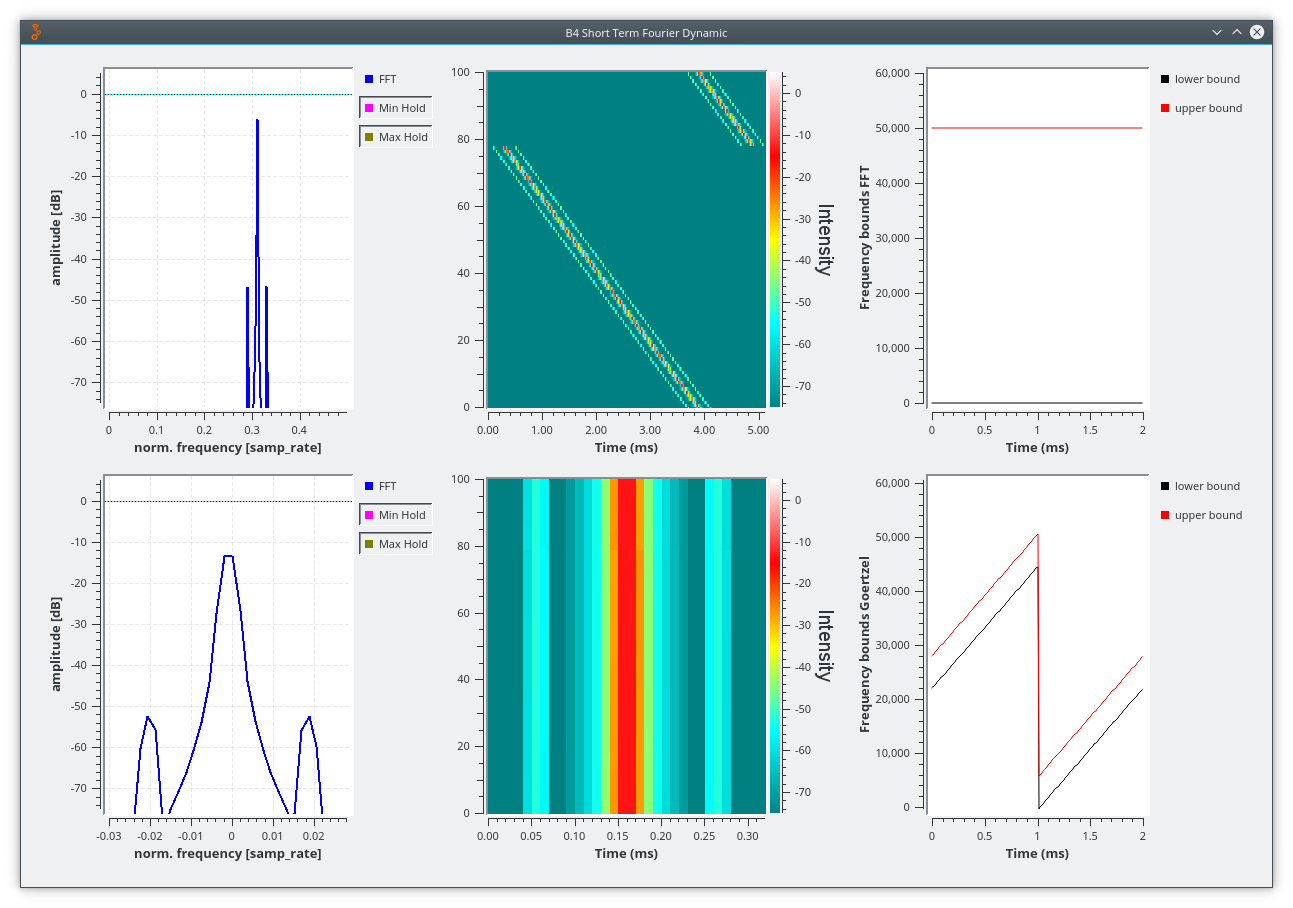 B4 Short Term Fourier Dynamic
amplitude [dB]
0
-10
-20
-30
-40
-50
-60
-70
0 0.1 0.2 0.3 0.4
norm. frequency [samp_rate]
FFT
Min Hold
Max Hold
100
80
60
40
20
0
0.00 1.00 2.00 3.00 4.00 5.00
Time (ms)
0
-10
-20
-30
-40
-50
-60
-70
Intensity
Frequency bounds FFT
60,000
50,000
40,000
30,000
20,000
10,000
0
0 0.5 1 1.5 2
Time (ms)
lower bound
upper bound
amplitude [dB]
0
-10
-20
-30
-40
-50
-60
-70
-0.03 -0.02 -0.01 0 0.01 0.02
norm. frequency [samp_rate]
FFT
Min Hold
Max Hold
100
80
60
40
20
0
0.00 0.05 0.10 0.15 0.20 0.25 0.30
Time (ms)
0
-10
-20
-30
-40
-50
-60
-70
Intensity
Frequency bounds Goertzel
60,000
50,000
40,000
30,000
20,000
10,000
0
0 0.5 1 1.5 2
Time (ms)
lower bound
upper bound